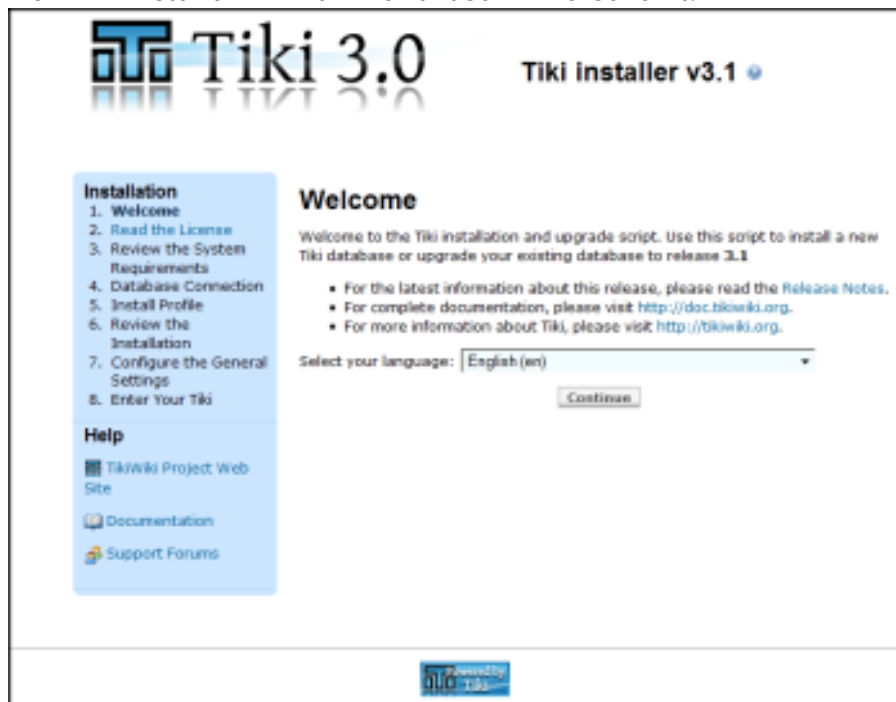 Tiki 3.0
Tiki installer v3.1
Installation
1. Welcome
2. Read the License
3. Review the System
Requirements
4. Database Connection
5. Install Profile
6. Review the
Installation
7. Configure the General
Settings
8. Enter Your Tiki
Help
TikiWiki Project Web
Site
Documentation
Support Forums
Welcome
Welcome to the Tiki installation and upgrade script. Use this script to install a new
Tiki database or upgrade your existing database to release 3.1
• For the latest information about this release, please read the Release Notes.
• For complete documentation, please visit http://doc.tikiwiki.org.
• For more information about Tiki, please visit http://tikiwiki.org.
Select your language: English (en)
Continue
Powered by
Tiki